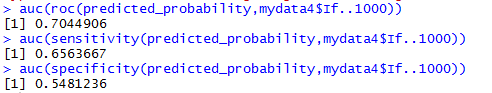 > auc(roc(predicted_probability,mydata4$If..1000))
[1] 0.7044906
> auc(sensitivity(predicted_probability,mydata4$If..1000))
[1] 0.6563667
> auc(specificity(predicted_probability,mydata4$If..1000))
[1] 0.5481236